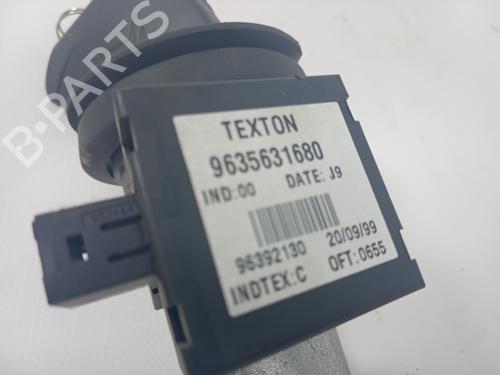 TEXTON
9635631680
IND:00 DATE: J9
96392130 20/09/99
INDTEX:C OFT:0655
B-PARTS